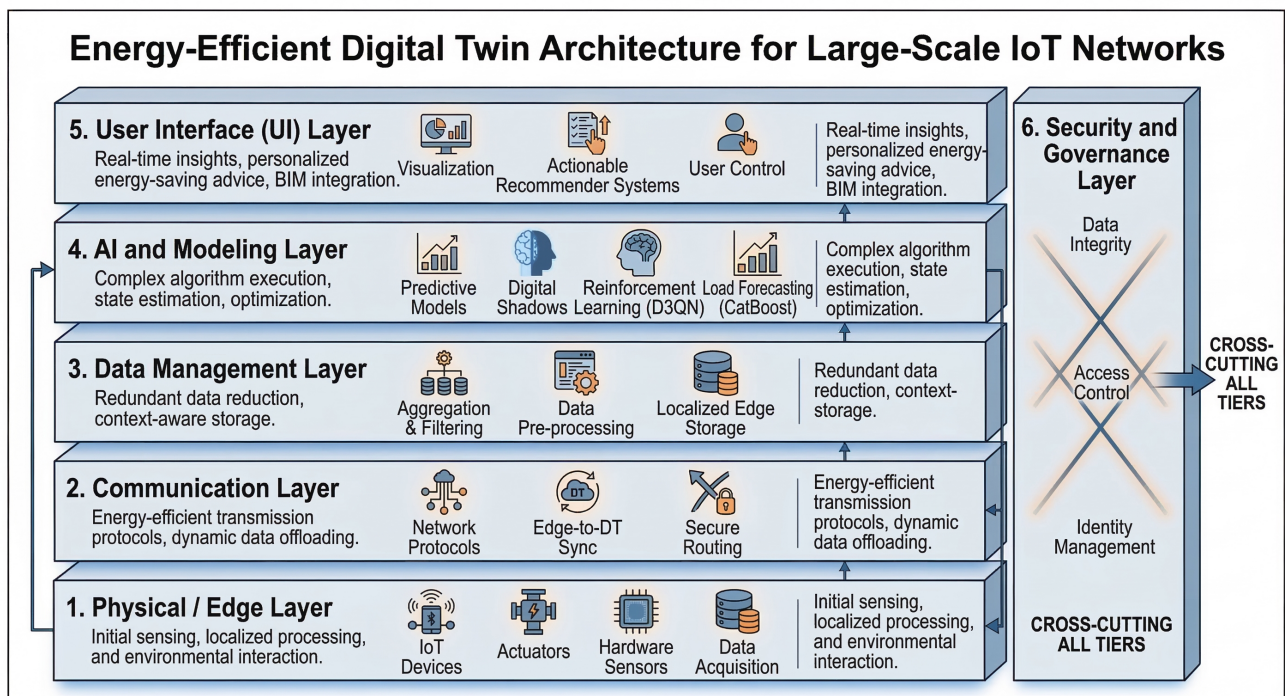 Energy-Efficient Digital Twin Architecture for Large-Scale IoT Networks
5. User Interface (UI) Layer
Real-time insights, personalized
energy-saving advice, BIM integration.
Visualization
Actionable
Recommender Systems
User Control
Real-time insights,
personalized energy-
saving advice,
BIM integration.
4. AI and Modeling Layer
Complex algorithm execution,
state estimation, optimization.
Predictive
Models
Digital
Shadows
Reinforcement
Learning (D3QN)
Load Forecasting
(CatBoost)
Complex algorithm
execution, state
estimation,
optimization.
3. Data Management Layer
Redundant data reduction,
context-aware storage.
Aggregation
& Filtering
Data
Pre-processing
Localized Edge
Storage
Redundant data
reduction, context-
storage.
2. Communication Layer
Energy-efficient transmission
protocols, dynamic data offloading.
Network
Protocols
DT
Edge-to-DT
Sync
Secure
Routing
Energy-efficient
transmission
protocols, dynamic
data offloading.
1. Physical / Edge Layer
Initial sensing, localized processing,
and environmental interaction.
IoT
Devices
Actuators
Hardware
Sensors
Data
Acquisition
Initial sensing,
localized processing,
and environmental
interaction.
6. Security and
Governance
Layer
Data
Integrity
Access
Control
Identity
Management
CROSS-CUTTING
ALL TIERS
CROSS-
CUTTING
ALL
TIERS